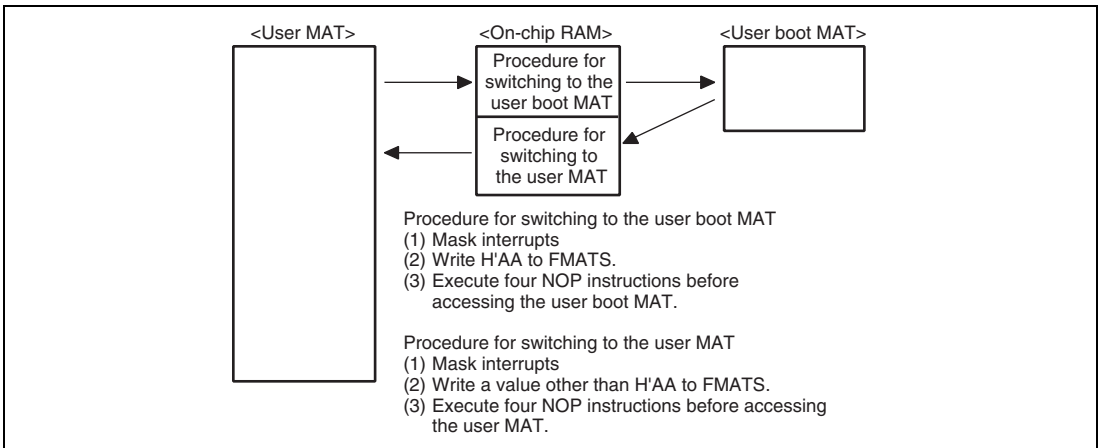 <User MAT>
<On-chip RAM>
<User boot MAT>
Procedure for
switching to the
user boot MAT
Procedure for
switching to
the user MAT
Procedure for switching to the user boot MAT
(1) Mask interrupts
(2) Write H'AA to FMATS.
(3) Execute four NOP instructions before
accessing the user boot MAT.
Procedure for switching to the user MAT
(1) Mask interrupts
(2) Write a value other than H'AA to FMATS.
(3) Execute four NOP instructions before accessing
the user MAT.